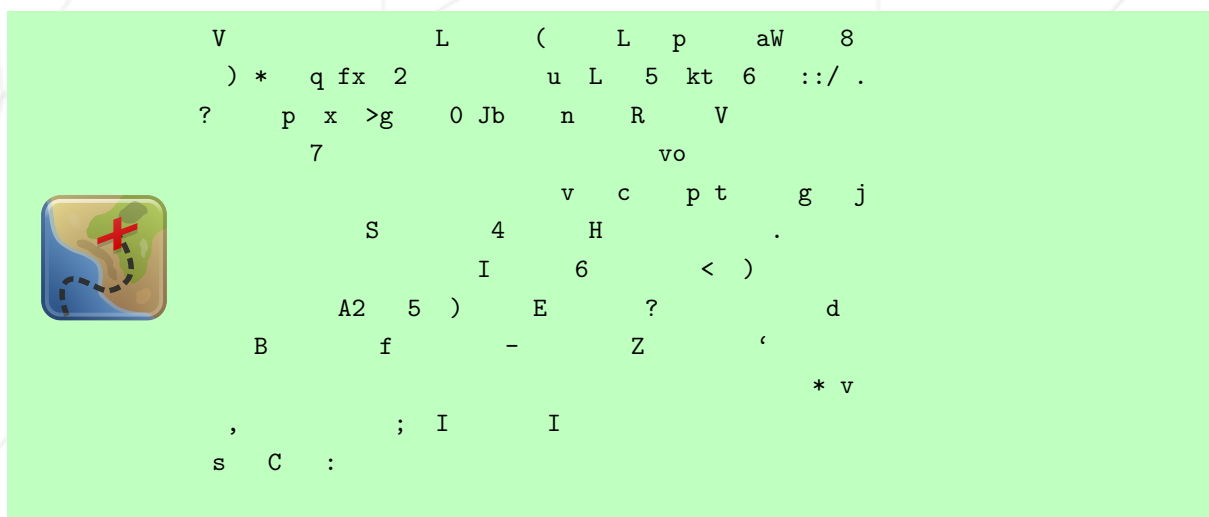 V L ( L p aW 8
) * q fx 2 u L 5 kt 6 ::/ .
? p x >g 0 Jb n R V
7 vo
v c p t g j
S 4 H .
I 6 < )
A2 5 ) E ? d
B f - Z ‘
* v
, ; I I
s C :